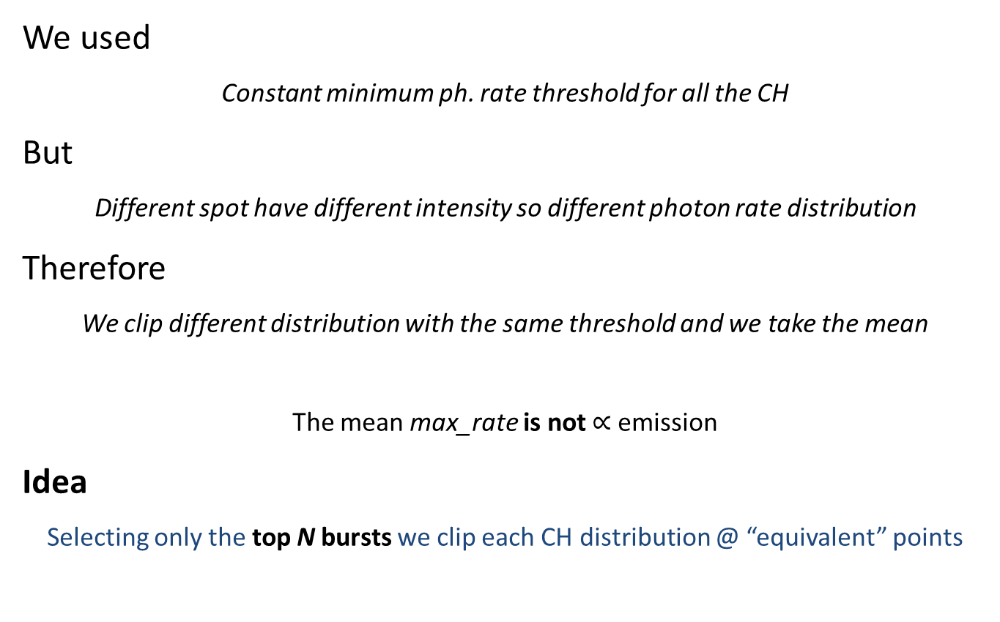 We used
Constant minimum ph. rate threshold for all the CH
But
Different spot have different intensity so different photon rate distribution
Therefore
We clip different distribution with the same threshold and we take the mean
The mean max_rate is not ∝ emission
Idea
Selecting only the top N bursts we clip each CH distribution @ “equivalent” points